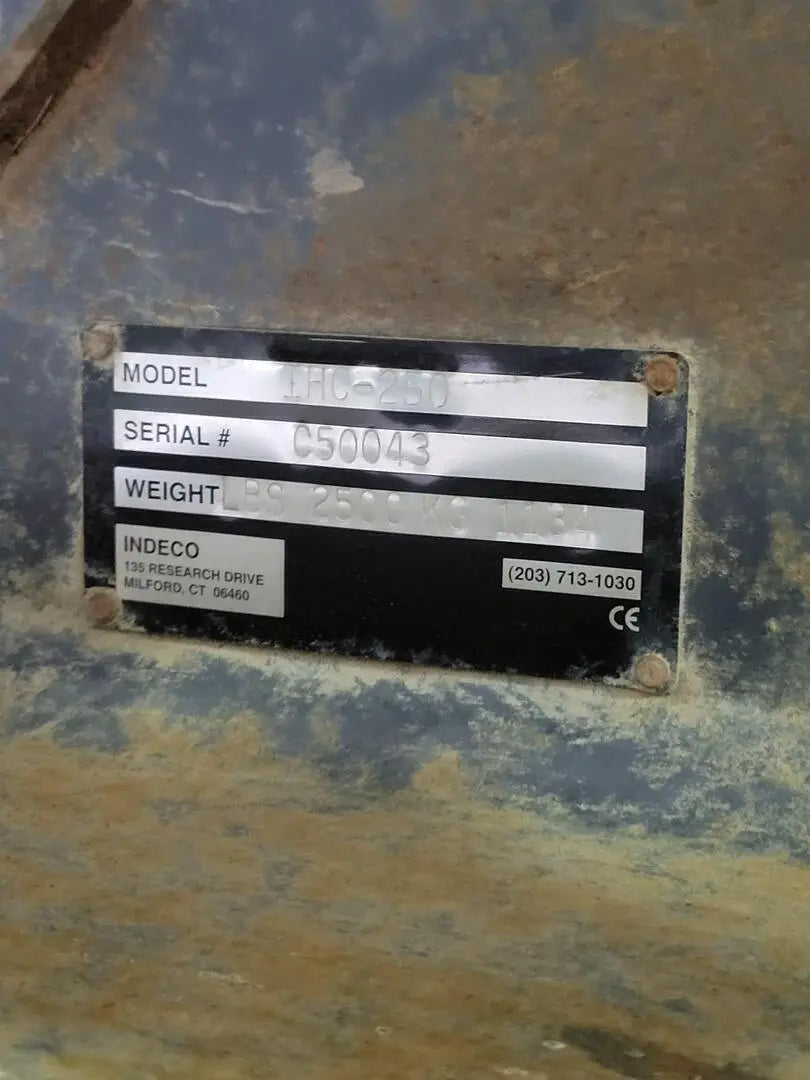 MODEL IHC-250
SERIAL # C50043
WEIGHT LBS 2500 KG 1134
INDECO
135 RESEARCH DRIVE
MILFORD, CT 06460
(203) 713-1030
CE